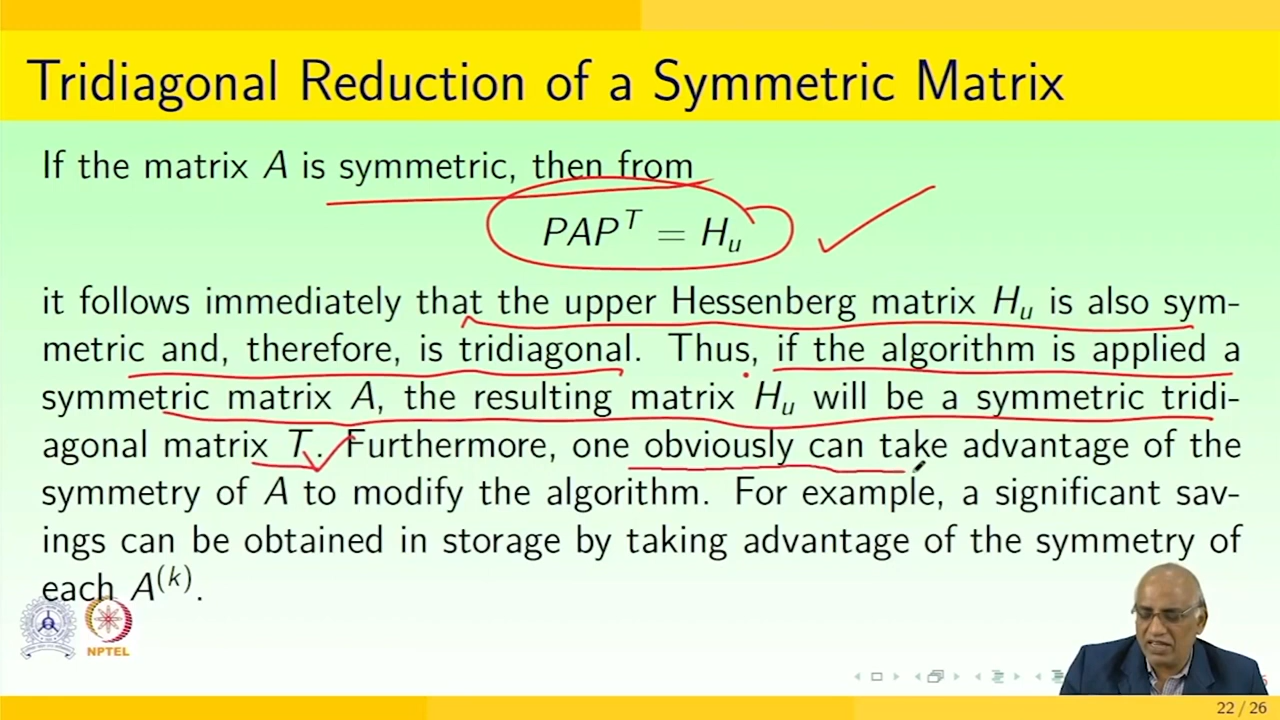 Tridiagonal Reduction of a Symmetric Matrix
If the matrix A is symmetric, then from
PAPᵀ = Hᵤ
it follows immediately that the upper Hessenberg matrix Hᵤ is also sym-
metric and, therefore, is tridiagonal. Thus, if the algorithm is applied a
symmetric matrix A, the resulting matrix Hᵤ will be a symmetric tridi-
agonal matrix T. Furthermore, one obviously can take advantage of the
symmetry of A to modify the algorithm. For example, a significant sav-
ings can be obtained in storage by taking advantage of the symmetry of
each A⁽ᵏ⁾.
NPTEL
22 / 26